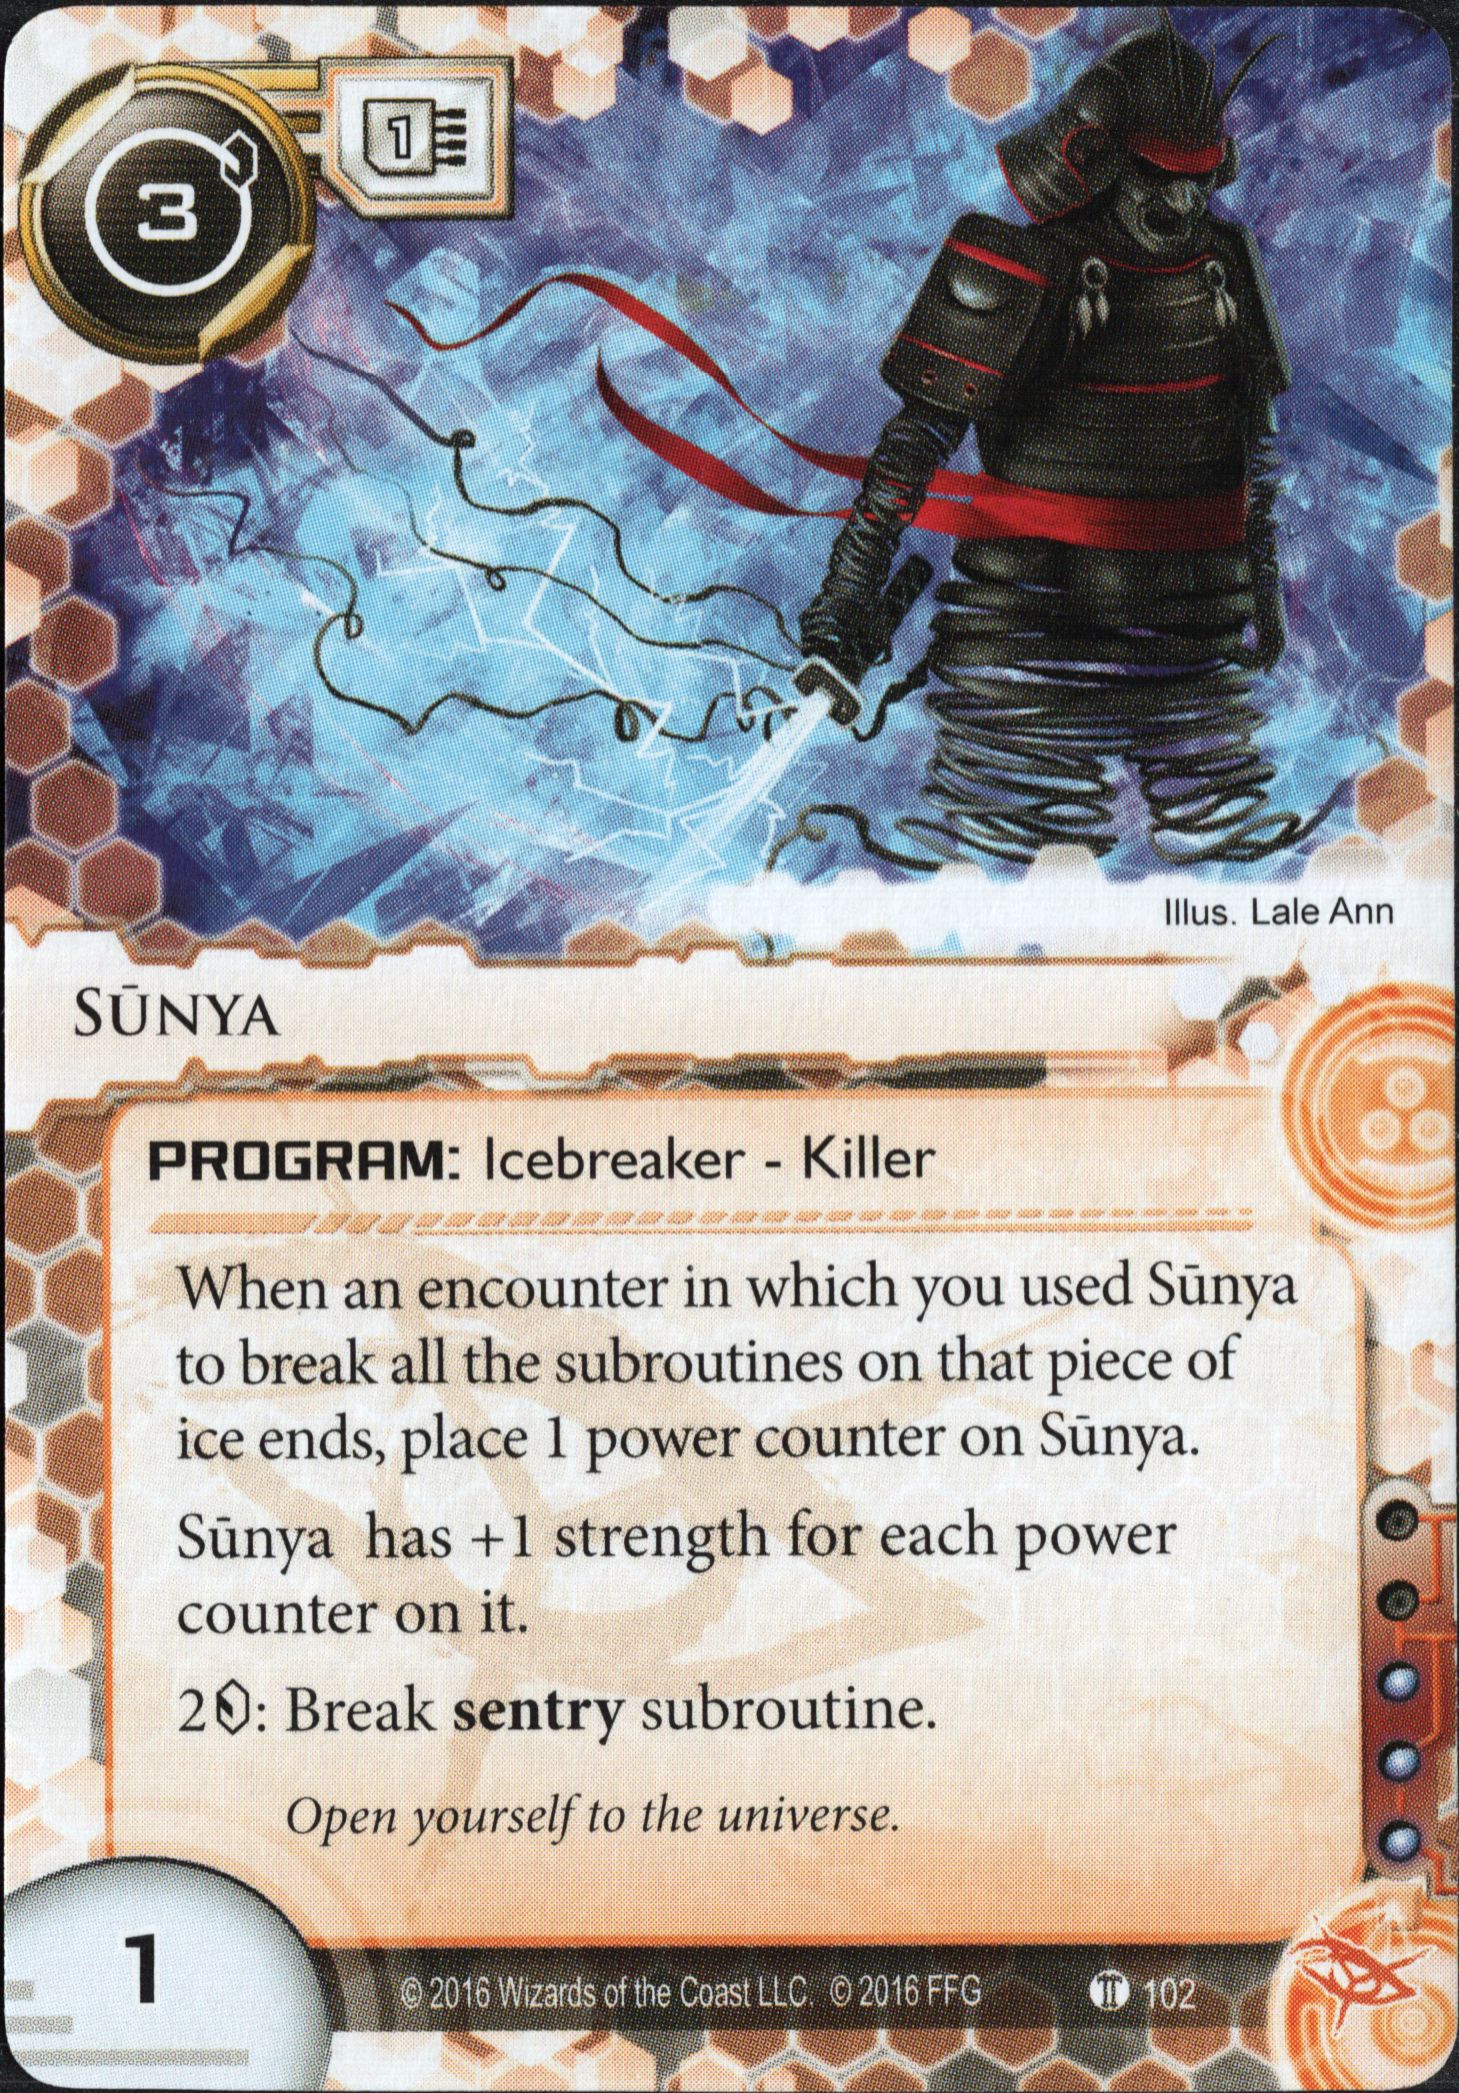 3
1
Illus. Lale Ann
SŪNYA
PROGRAM: Icebreaker - Killer
When an encounter in which you used Sūnya
to break all the subroutines on that piece of
ice ends, place 1 power counter on Sūnya.
Sūnya has +1 strength for each power
counter on it.
2: Break sentry subroutine.
Open yourself to the universe.
1
© 2016 Wizards of the Coast LLC. © 2016 FFG
102